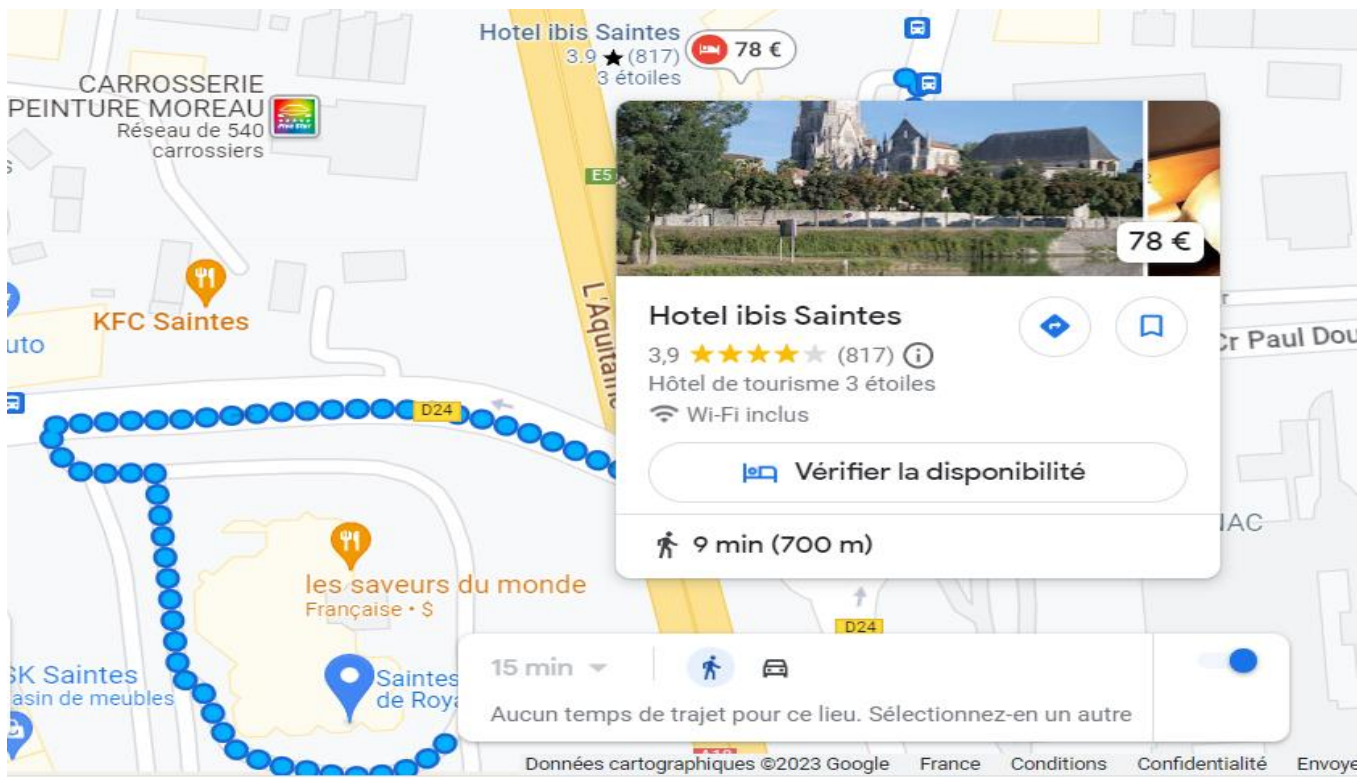 Hotel ibis Saintes
3.9 ★ (817)
3 étoiles
78 €
CARROSSERIE
PEINTURE MOREAU
Réseau de 540
carrossiers
E5
78 €
KFC Saintes
uto
L'Aquitaine
Hotel ibis Saintes
3,9 ★★★★★ (817)
Hôtel de tourisme 3 étoiles
Wi-Fi inclus
Vérifier la disponibilité
9 min (700 m)
r
Cr Paul Dou
D24
NAC
les saveurs du monde
Française • $
D24
SK Saintes
asin de meubles
Saintes
de Roya
15 min
Aucun temps de trajet pour ce lieu. Sélectionnez-en un autre
Données cartographiques ©2023 Google France Conditions Confidentialité Envoye